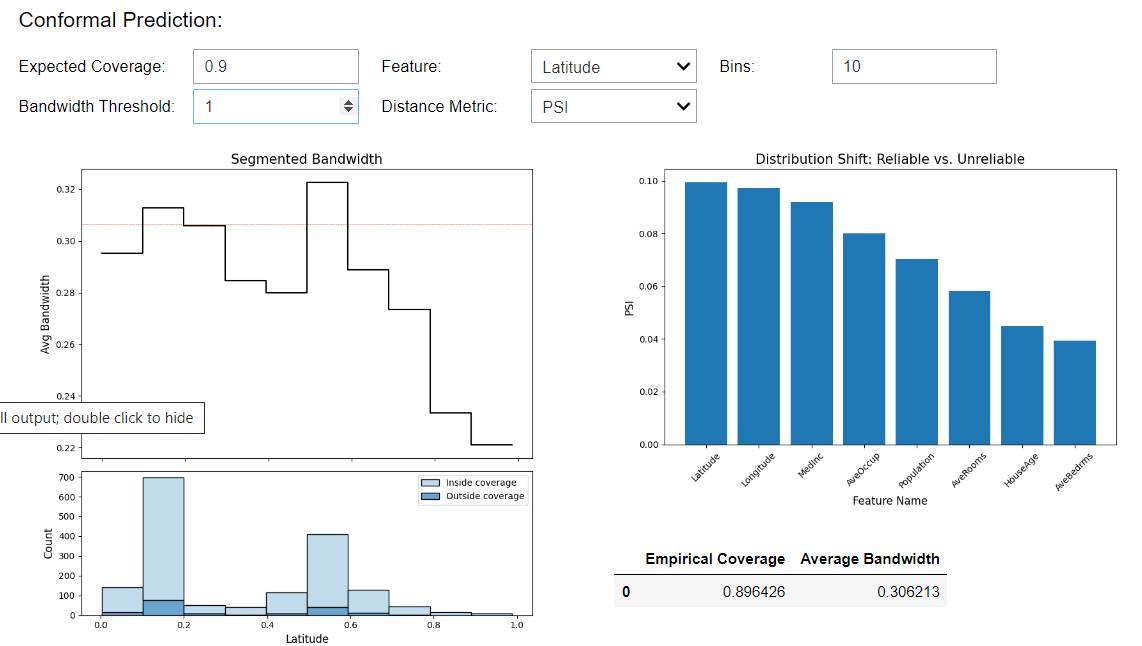 Conformal Prediction:
Expected Coverage: 0.9 Feature: Latitude Bins: 10
Bandwidth Threshold: 1 Distance Metric: PSI
Segmented Bandwidth
0.32
0.30
0.28
0.26
0.24
0.22
Avg Bandwidth
ll output; double click to hide
700
600
500
400
300
200
100
0
Count
Inside coverage
Outside coverage
0.0 0.2 0.4 0.6 0.8 1.0
Latitude
Distribution Shift: Reliable vs. Unreliable
0.10
0.08
0.06
0.04
0.02
0.00
PSI
Latitude Longitude MedInc AveOccup Population AveRooms HouseAge AveBedrms
Feature Name
Empirical Coverage Average Bandwidth
0 0.896426 0.306213